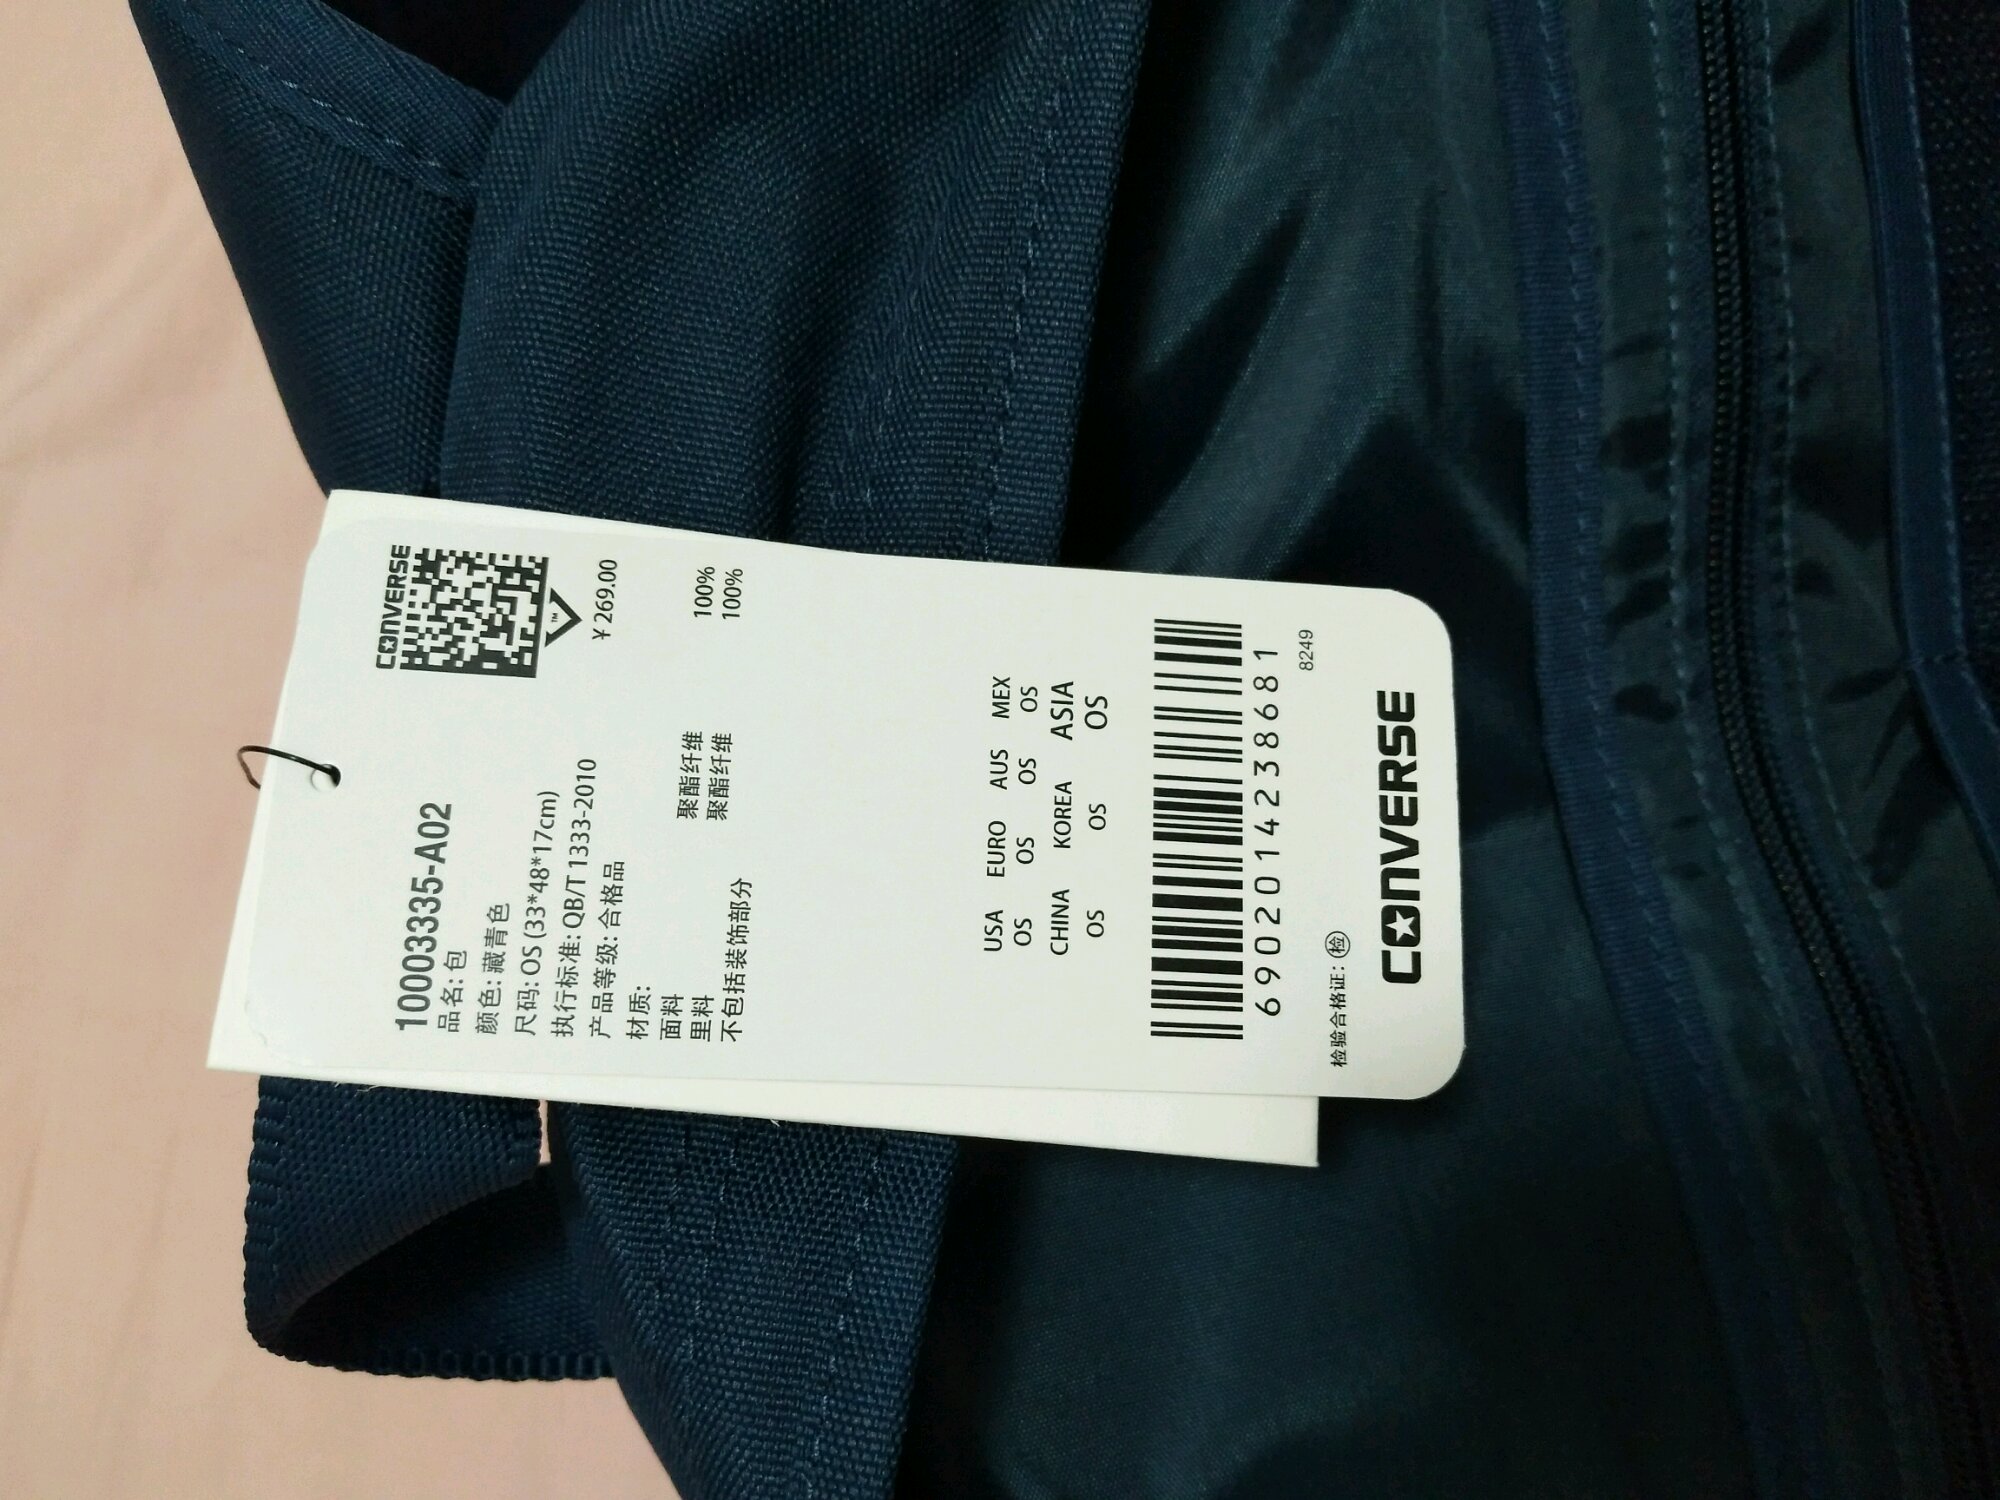 CONVERSE
™
¥269.00
10003335-A02
品名: 包
颜色: 藏青色
尺码: OS (33*48*17cm)
执行标准: QB/T 1333-2010
产品等级: 合格品
材质:
面料 聚酯纤维 100%
里料 聚酯纤维 100%
不包括装饰部分
USA EURO AUS MEX
OS OS OS OS
CHINA KOREA ASIA
OS OS OS
6902014238681
8249
检验合格证: 检
CONVERSE